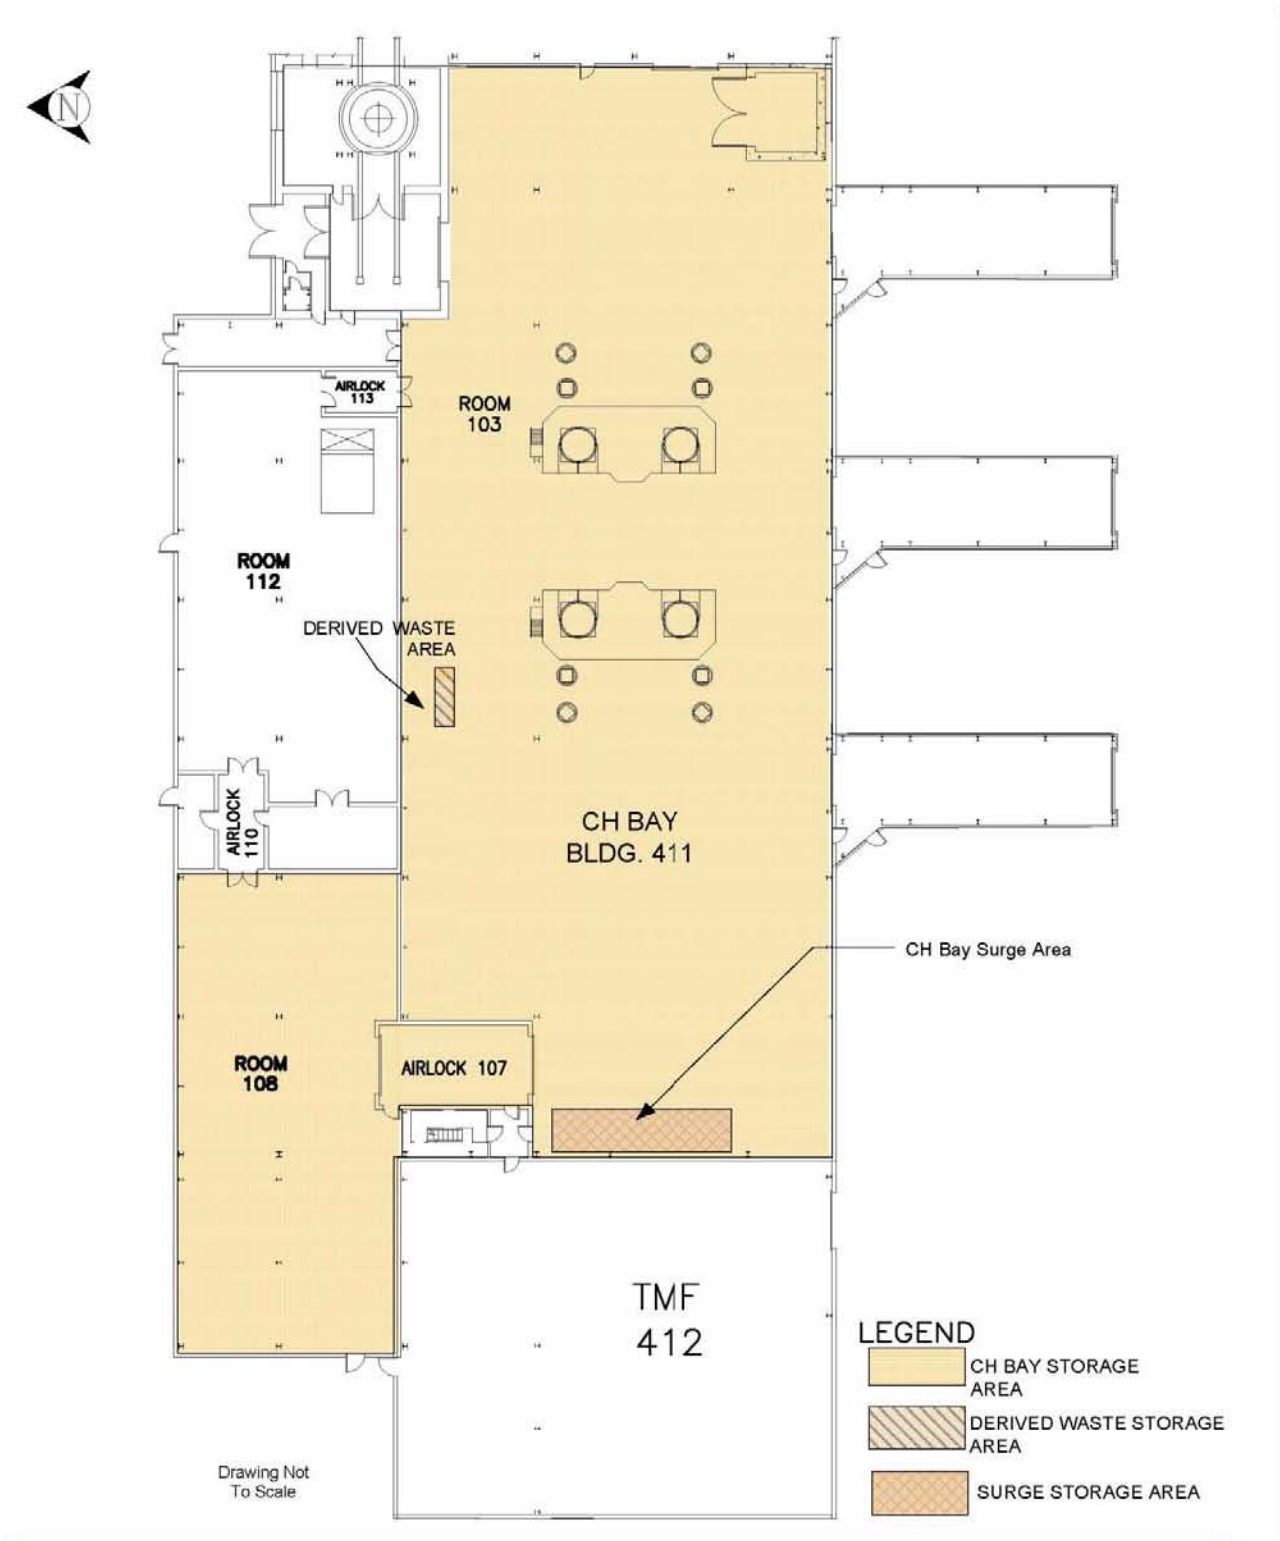 N
AIRLOCK
113
ROOM
103
ROOM
112
DERIVED WASTE
AREA
AIRLOCK
110
CH BAY
BLDG. 411
CH Bay Surge Area
ROOM
108
AIRLOCK 107
TMF
412
LEGEND
CH BAY STORAGE
AREA
DERIVED WASTE STORAGE
AREA
SURGE STORAGE AREA
Drawing Not
To Scale